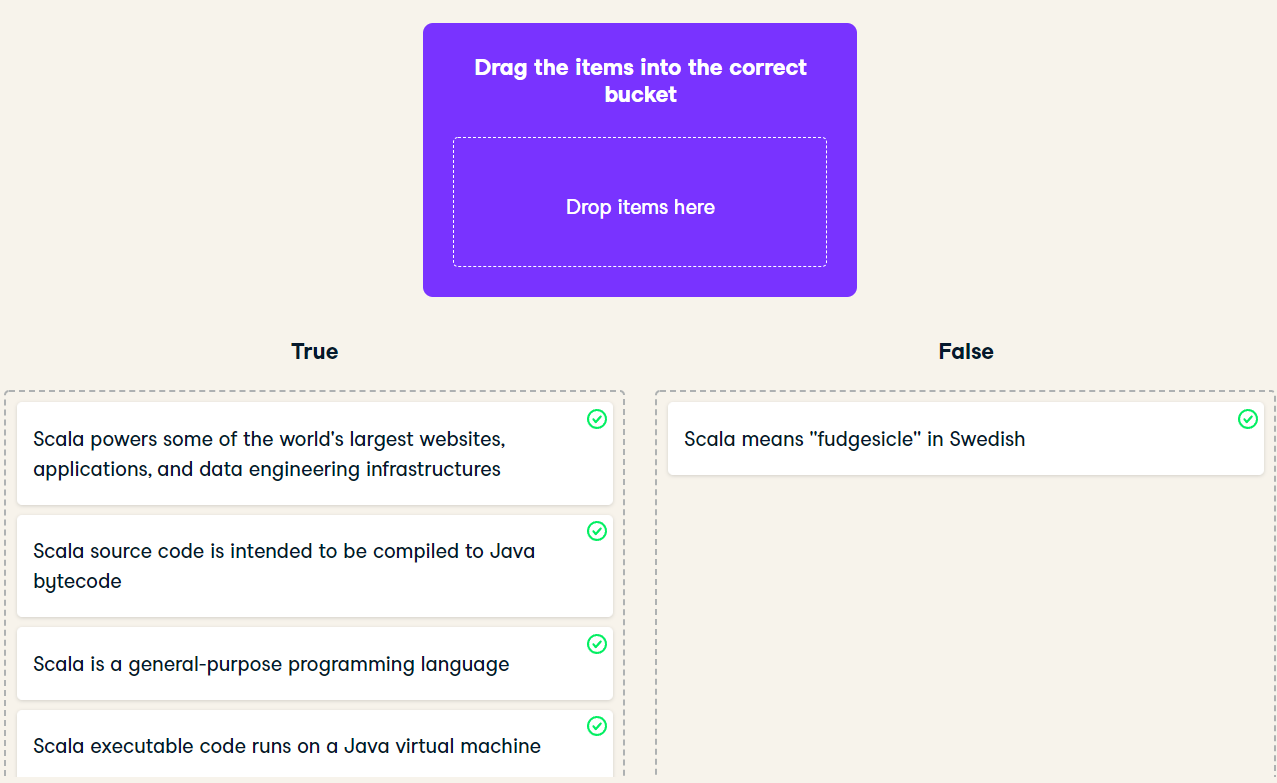 Drag the items into the correct
bucket
Drop items here
True
False
Scala powers some of the world's largest websites,
applications, and data engineering infrastructures
Scala source code is intended to be compiled to Java
bytecode
Scala is a general-purpose programming language
Scala executable code runs on a Java virtual machine
Scala means "fudgesicle" in Swedish